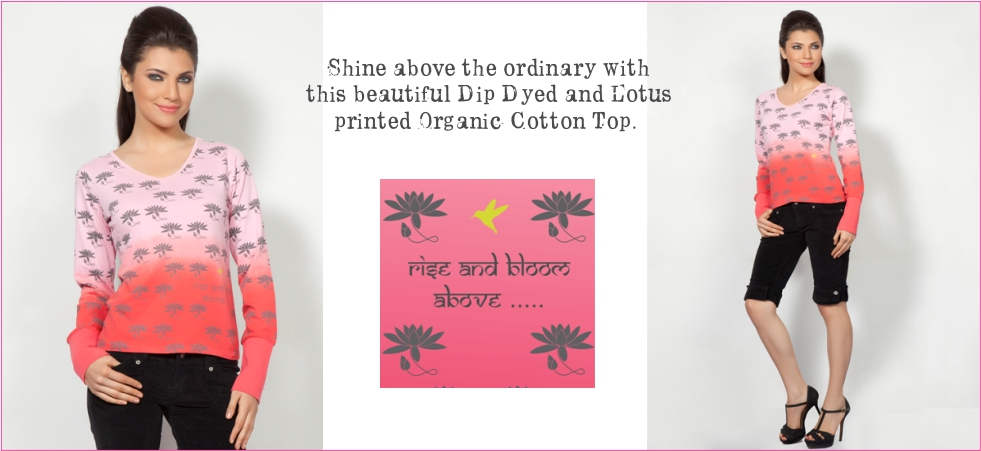 Shine above the ordinary with
this beautiful Dip Dyed and Lotus
printed Organic Cotton Top.
RISE AND BLOOM
ABOVE .....